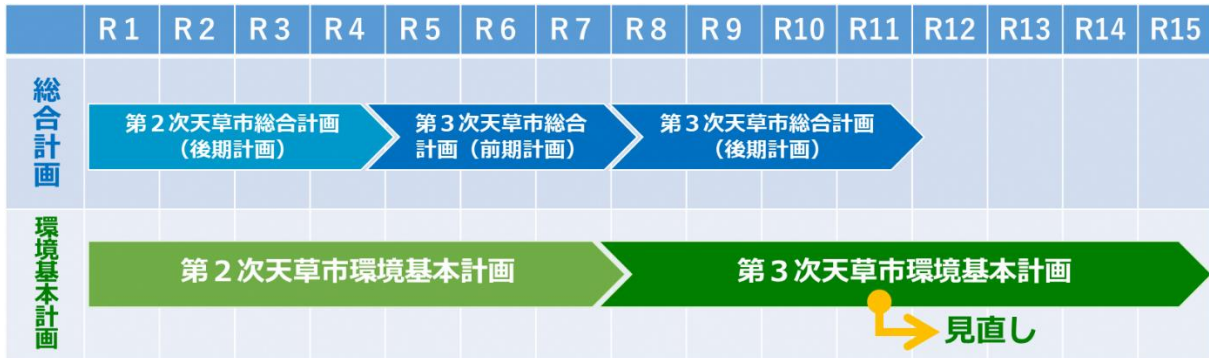 R1 R2 R3 R4 R5 R6 R7 R8 R9 R10 R11 R12 R13 R14 R15
総合計画
第2次天草市総合計画
（後期計画）
第3次天草市総合
計画（前期計画）
第3次天草市総合計画
（後期計画）
環境基本計画
第2次天草市環境基本計画
第3次天草市環境基本計画
見直し